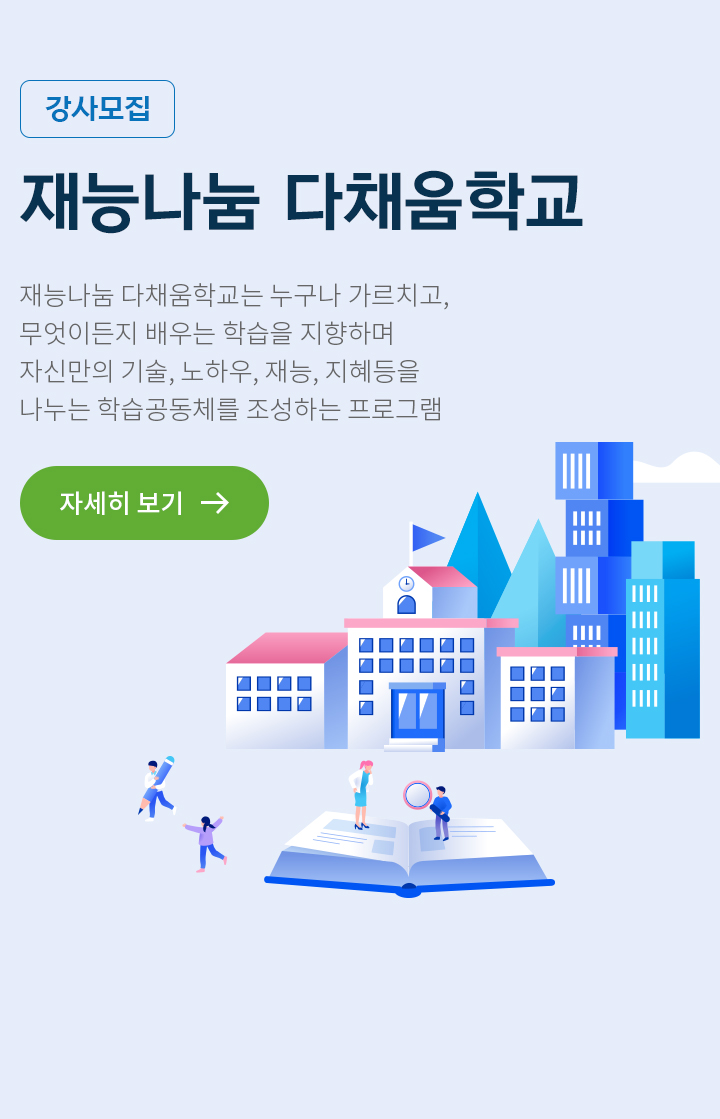 강사모집
재능나눔 다채움학교
재능나눔 다채움학교는 누구나 가르치고,
무엇이든지 배우는 학습을 지향하며
자신만의 기술, 노하우, 재능, 지혜등을
나누는 학습공동체를 조성하는 프로그램
자세히 보기 →